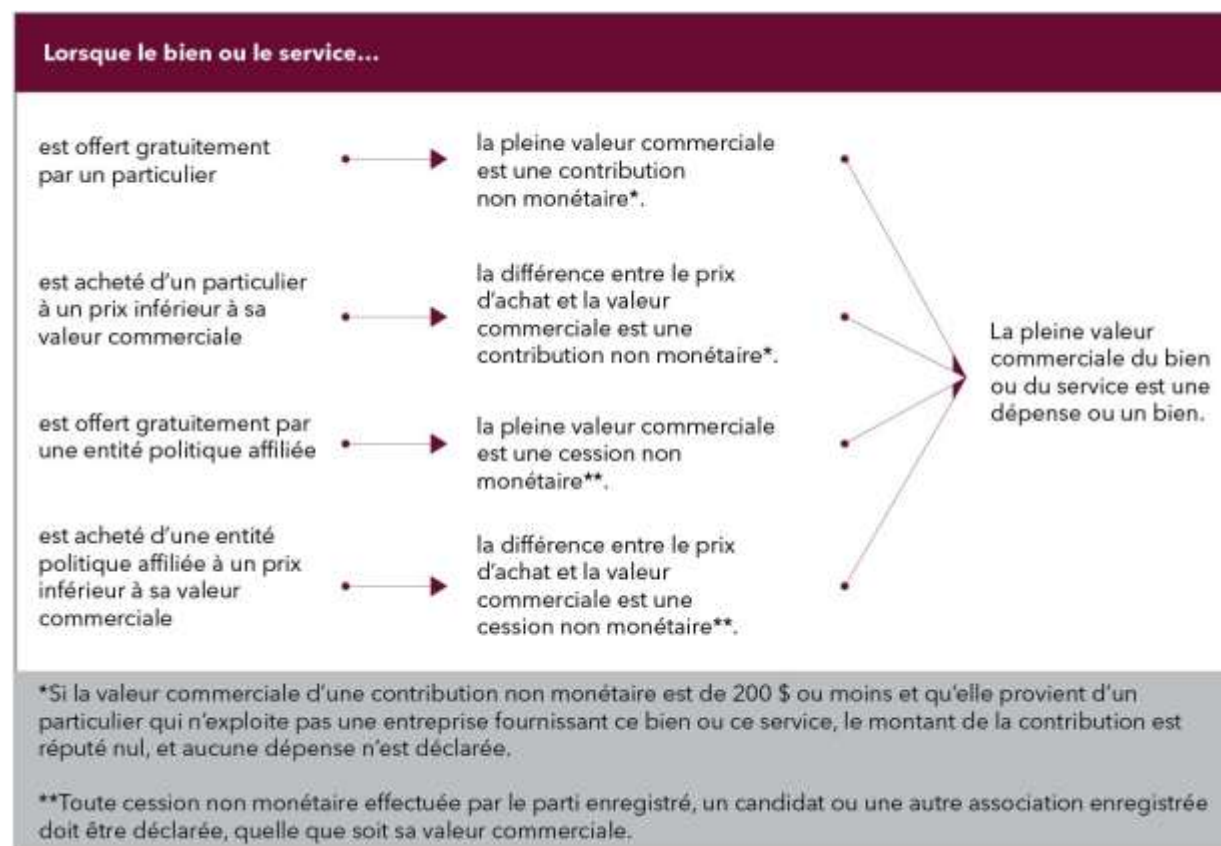 Lorsque le bien ou le service...
est offert gratuitement
par un particulier
la pleine valeur commerciale
est une contribution
non monétaire*.
est acheté d'un particulier
à un prix inférieur à sa
valeur commerciale
la différence entre le prix
d'achat et la valeur
commerciale est une
contribution non monétaire*.
est offert gratuitement par
une entité politique affiliée
la pleine valeur commerciale
est une cession non
monétaire**.
est acheté d'une entité
politique affiliée à un prix
inférieur à sa valeur
commerciale
la différence entre le prix
d'achat et la valeur
commerciale est une
cession non monétaire**.
La pleine valeur
commerciale du bien
ou du service est une
dépense ou un bien.
*Si la valeur commerciale d'une contribution non monétaire est de 200 $ ou moins et qu'elle provient d'un
particulier qui n'exploite pas une entreprise fournissant ce bien ou ce service, le montant de la contribution est
réputé nul, et aucune dépense n'est déclarée.
**Toute cession non monétaire effectuée par le parti enregistré, un candidat ou une autre association enregistrée
doit être déclarée, quelle que soit sa valeur commerciale.